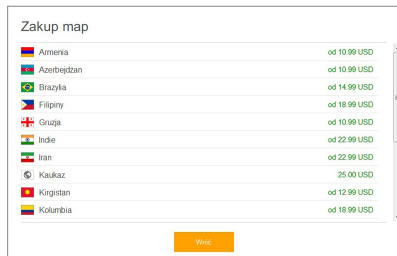 Zakup map
Armenia od 10.99 USD
Azerbejdżan od 10.99 USD
Brazylia od 14.99 USD
Filipiny od 18.99 USD
Gruzja od 10.99 USD
Indie od 22.99 USD
Iran od 22.99 USD
Kaukaz 25.00 USD
Kirgistan od 12.99 USD
Kolumbia od 18.99 USD
Wróć